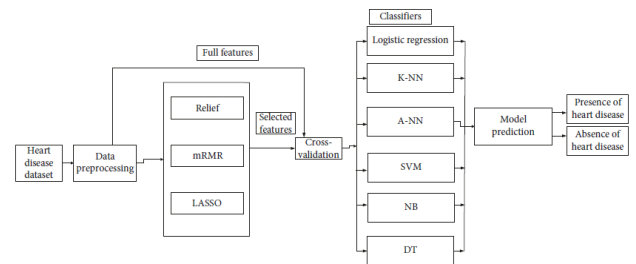 Classifiers
Full features
Logistic regression
K-NN
Relief
Selected
features
A-NN
Presence of
heart disease
Model
prediction
Absence of
heart disease
Heart
disease
dataset
Data
preprocessing
mRMR
Cross-
validation
SVM
LASSO
NB
DT